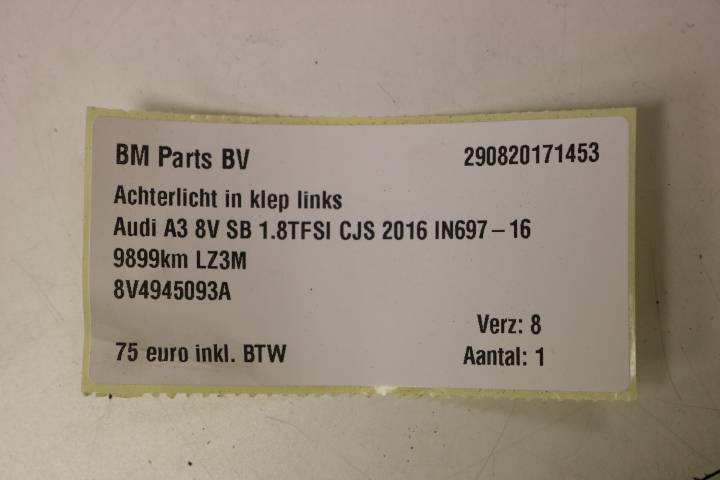 BM Parts BV 290820171453
Achterlicht in klep links
Audi A3 8V SB 1.8TFSI CJS 2016 IN697-16
9899km LZ3M
8V4945093A
Verz: 8
75 euro inkl. BTW Aantal: 1